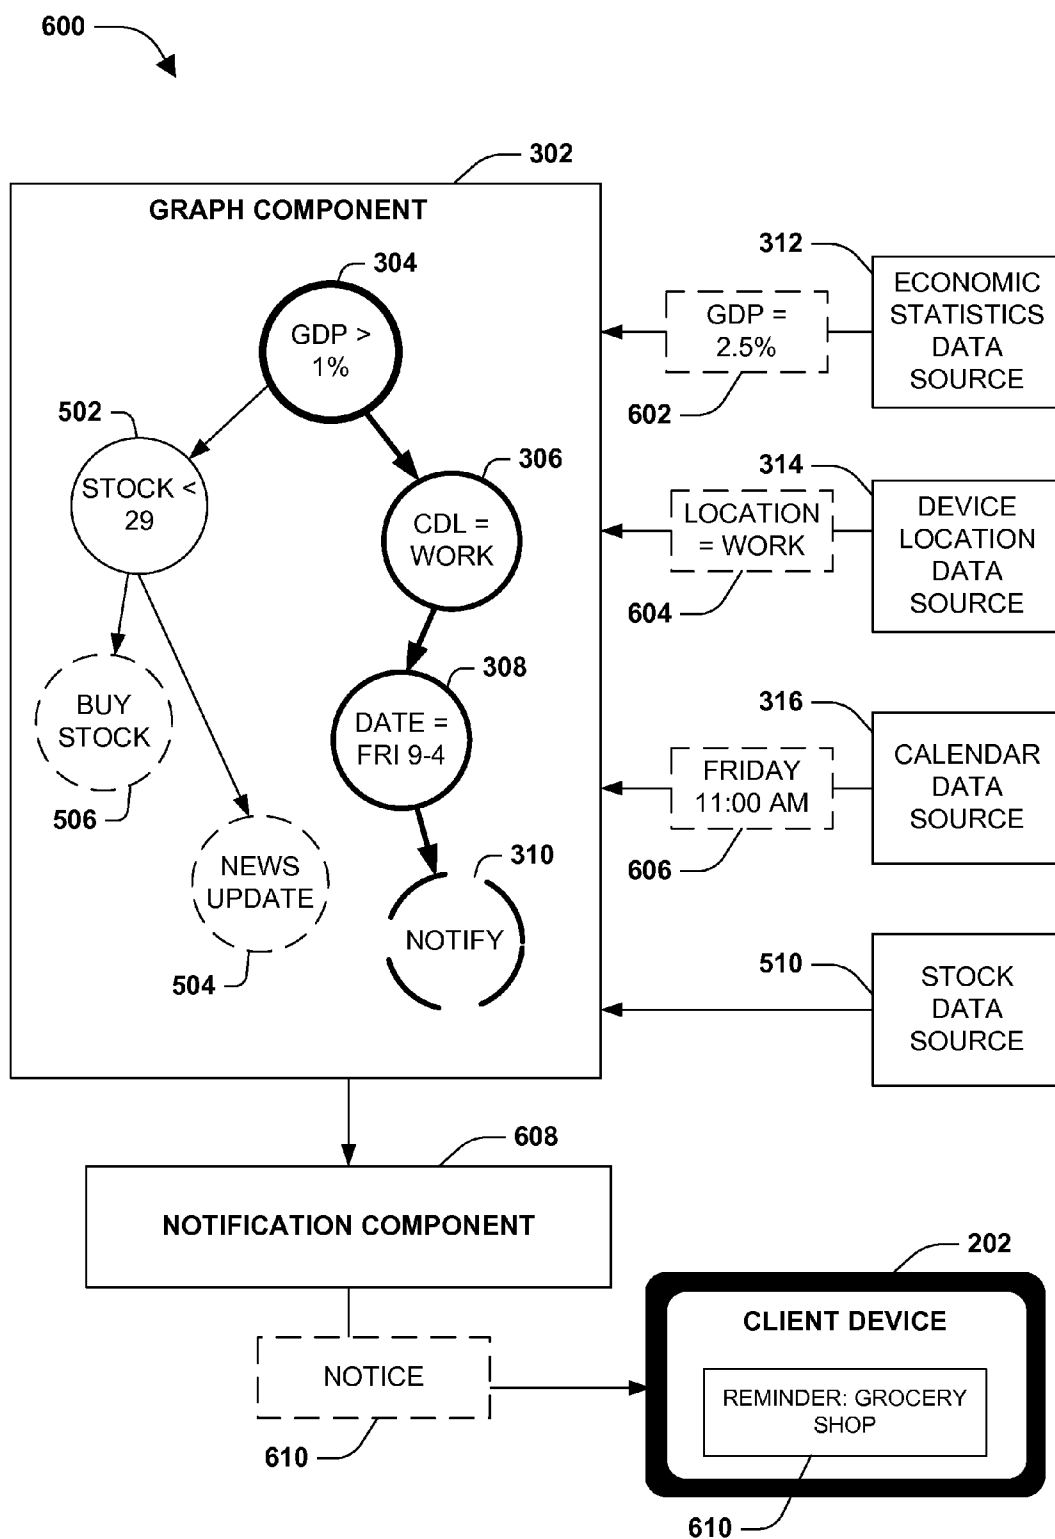 600
302
GRAPH COMPONENT
304
GDP >
1%
502
STOCK <
29
306
CDL =
WORK
308
DATE =
FRI 9-4
BUY
STOCK
506
NEWS
UPDATE
504
310
NOTIFY
312
ECONOMIC
STATISTICS
DATA
SOURCE
GDP =
2.5%
602
314
DEVICE
LOCATION
DATA
SOURCE
LOCATION
= WORK
604
316
CALENDAR
DATA
SOURCE
FRIDAY
11:00 AM
606
510
STOCK
DATA
SOURCE
608
NOTIFICATION COMPONENT
NOTICE
610
202
CLIENT DEVICE
REMINDER: GROCERY
SHOP
610